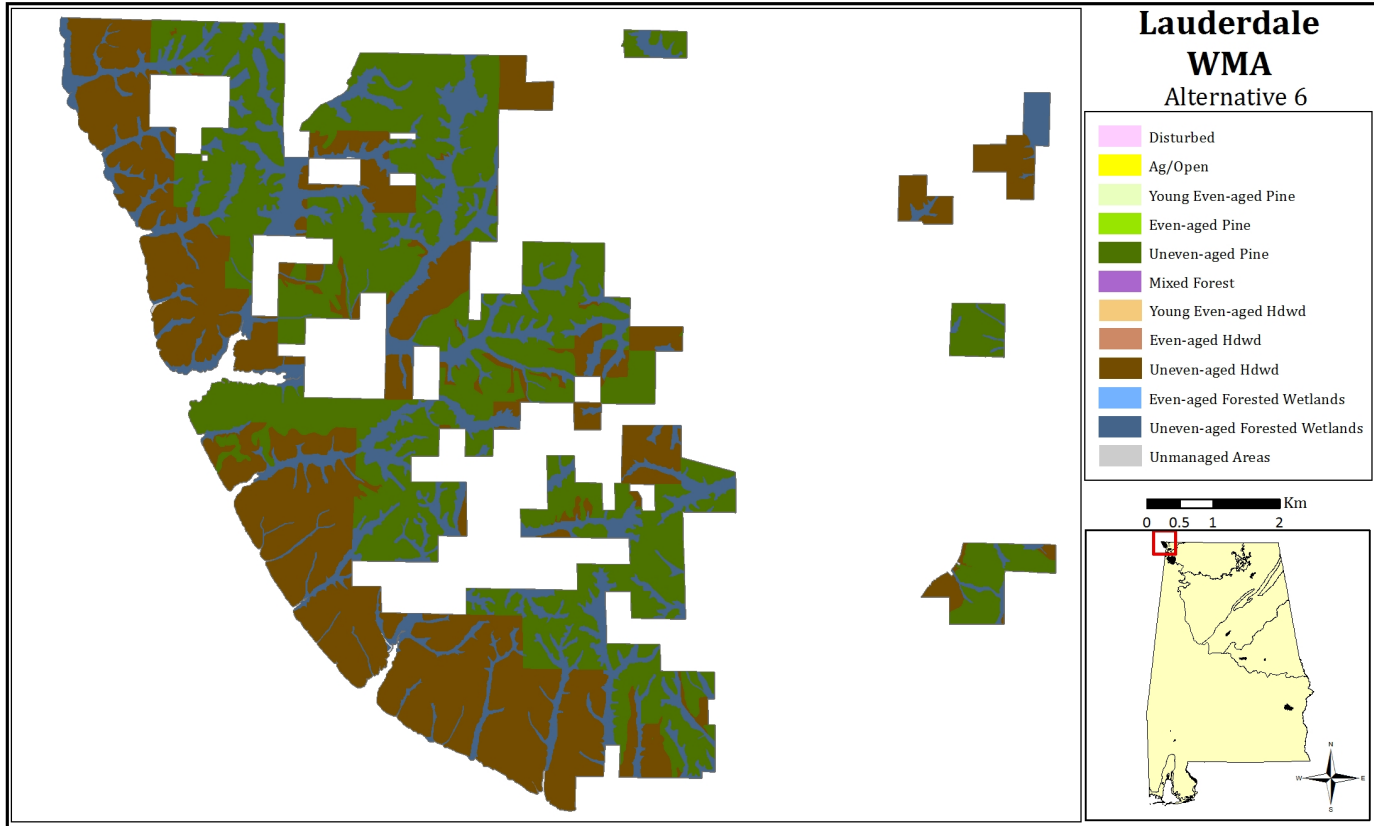 Lauderdale
WMA
Alternative 6
Disturbed
Ag/Open
Young Even-aged Pine
Even-aged Pine
Uneven-aged Pine
Mixed Forest
Young Even-aged Hdwd
Even-aged Hdwd
Uneven-aged Hdwd
Even-aged Forested Wetlands
Uneven-aged Forested Wetlands
Unmanaged Areas
Km
0 0.5 1 2
N
W E
S